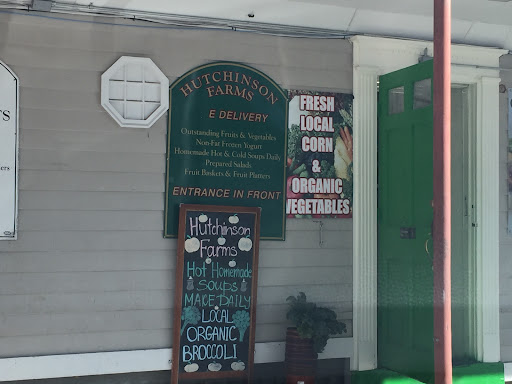 HUTCHINSON
FARMS
E DELIVERY
Outstanding Fruits & Vegetables
Non-Fat Frozen Yogurt
Homemade Hot & Cold Soups Daily
Prepared Salads
Fruit Baskets & Fruit Platters
ENTRANCE IN FRONT
FRESH
LOCAL
CORN
&
ORGANIC
VEGETABLES
Hutchinson
Farms
Hot Homemade
SOUPS
MADE DAILY
LOCAL
ORGANIC
BROCCOLI